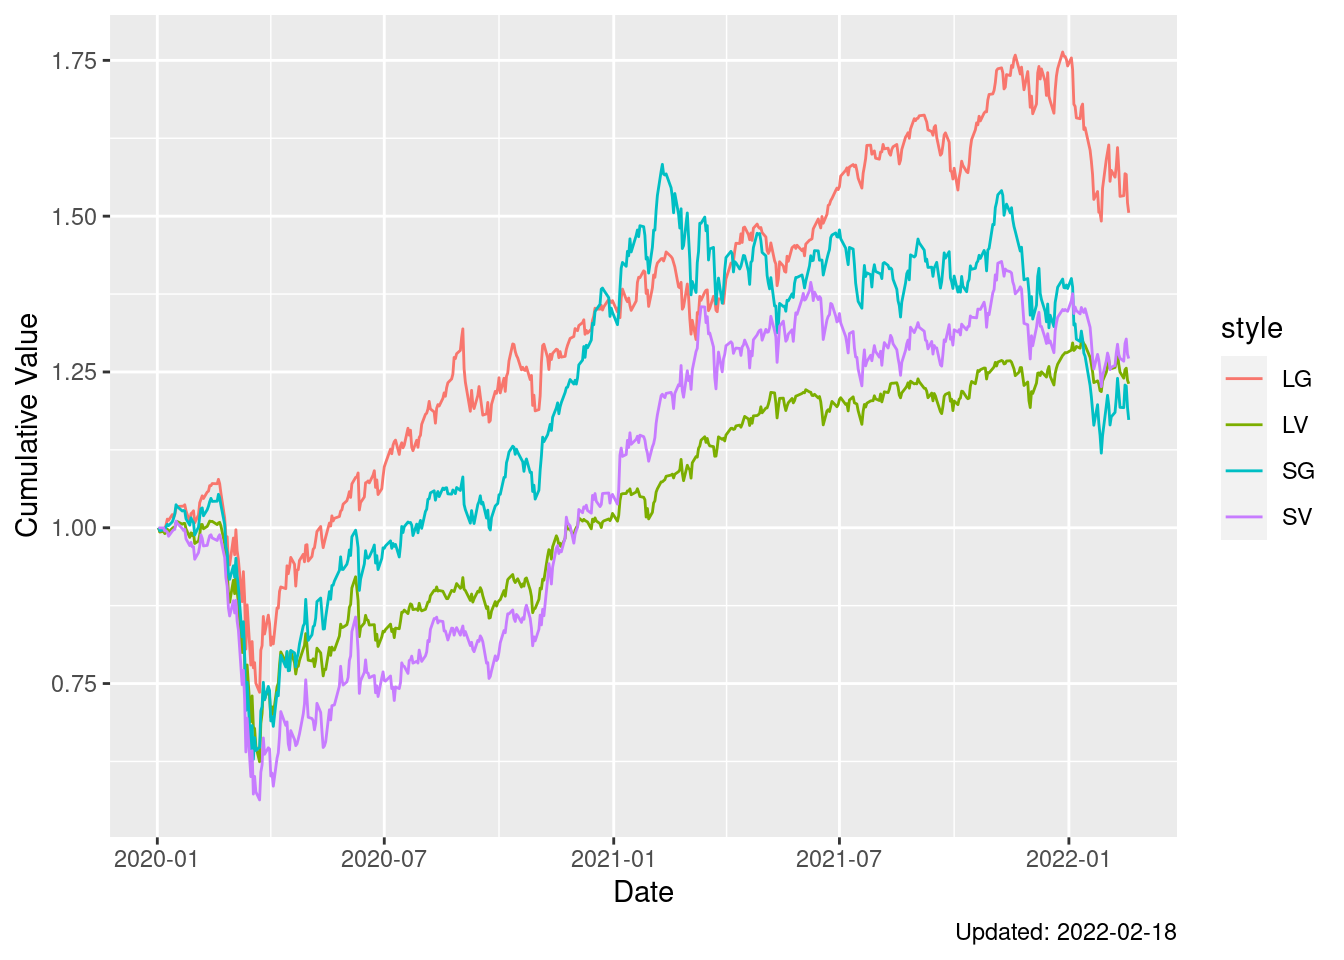 Cumulative Value
1.75
1.50
1.25
1.00
0.75
2020-01
2020-07
2021-01
2021-07
2022-01
Date
style
LG
LV
SG
SV
Updated: 2022-02-18